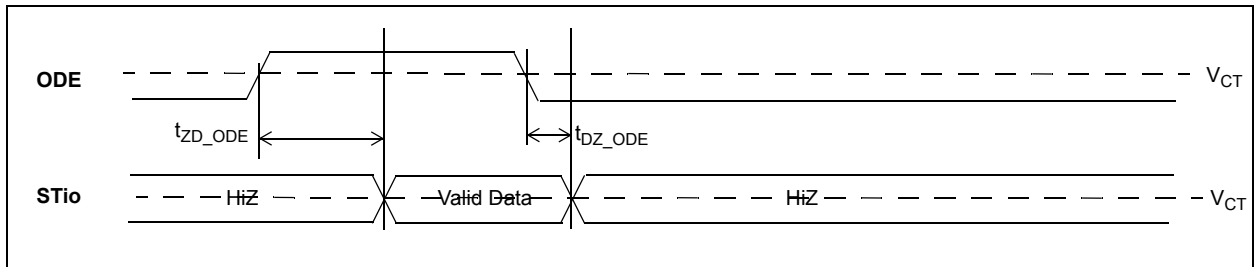 ODE
V_CT
t_ZD_ODE
t_DZ_ODE
STio
HiZ
Valid Data
HiZ
V_CT